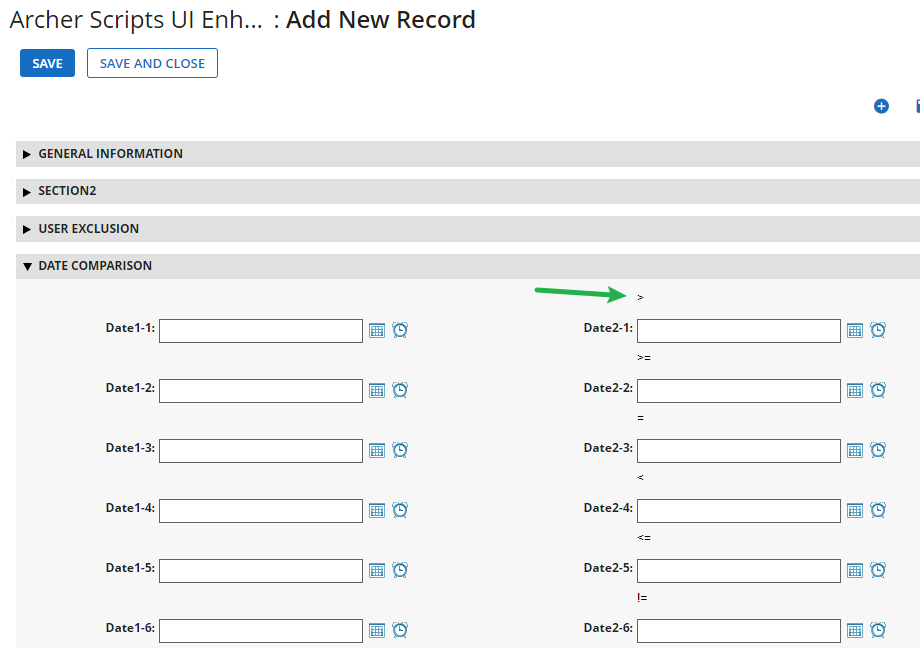 Archer Scripts UI Enh... : Add New Record
SAVE SAVE AND CLOSE
GENERAL INFORMATION
SECTION2
USER EXCLUSION
DATE COMPARISON
>
Date1-1: Date2-1:
>=
Date1-2: Date2-2:
=
Date1-3: Date2-3:
<
Date1-4: Date2-4:
<=
Date1-5: Date2-5:
!=
Date1-6: Date2-6: